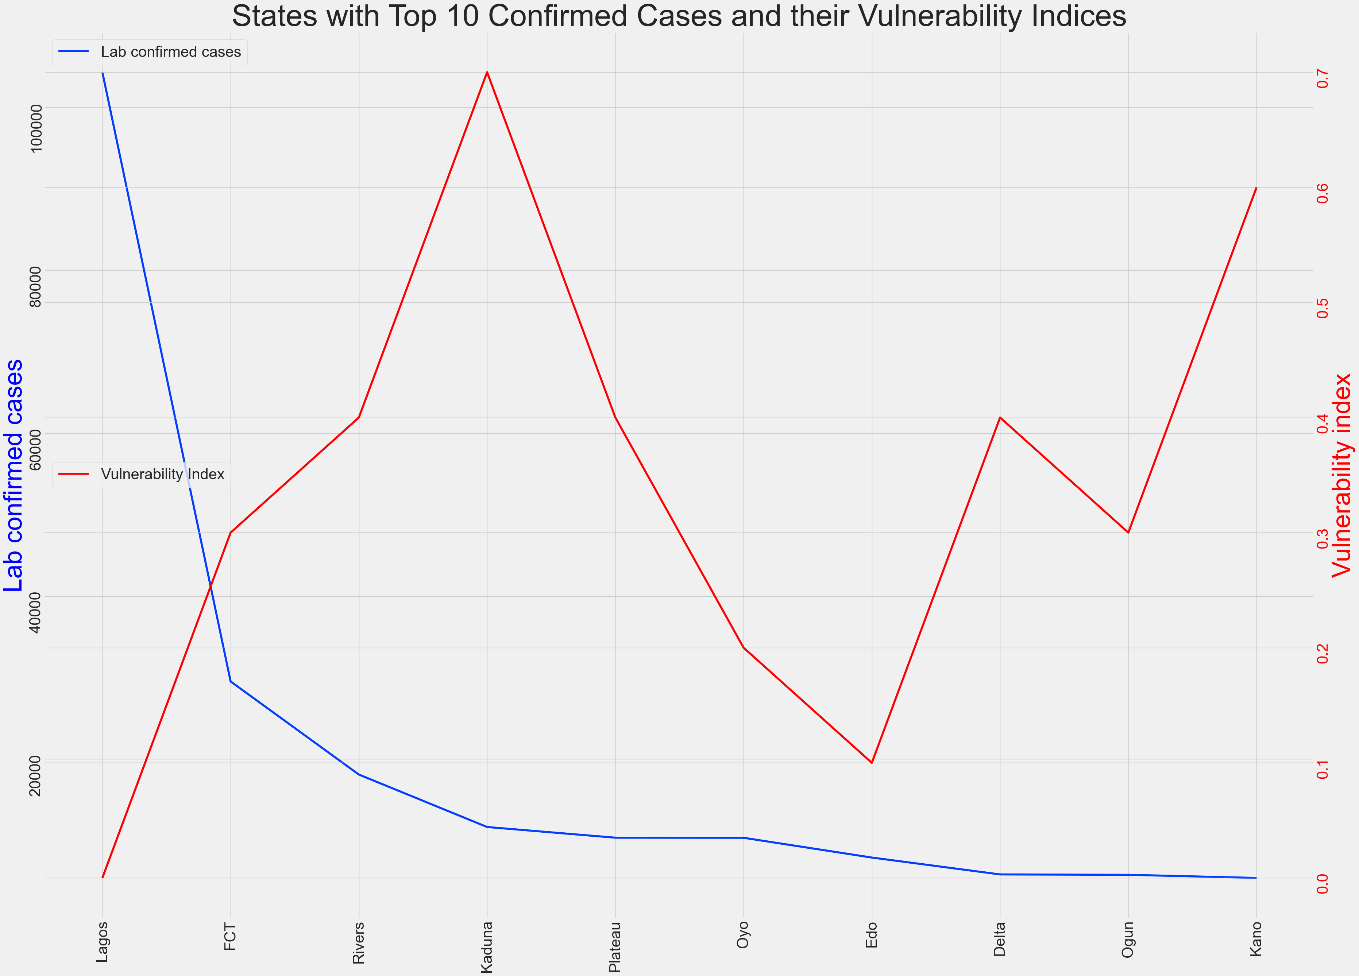 States with Top 10 Confirmed Cases and their Vulnerability Indices
Lab confirmed cases
Vulnerability Index
Lab confirmed cases
100000
80000
60000
40000
20000
Vulnerability index
0.7
0.6
0.5
0.4
0.3
0.2
0.1
0.0
Lagos
FCT
Rivers
Kaduna
Plateau
Oyo
Edo
Delta
Ogun
Kano